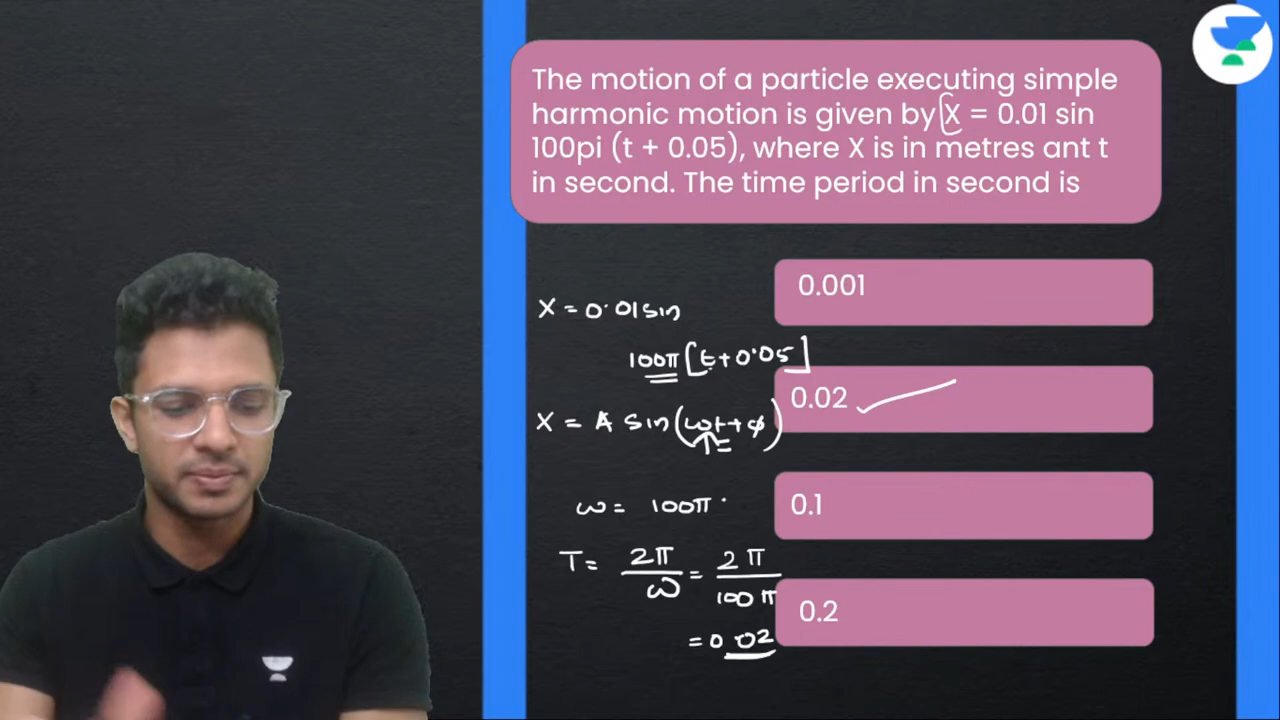 The motion of a particle executing simple
harmonic motion is given by X = 0.01 sin
100pi (t + 0.05), where X is in metres ant t
in second. The time period in second is
0.001
0.02
0.1
0.2
X = 0.01 sin
100π [t + 0.05]
X = A sin (ωt + φ)
ω = 100π
T = 2π/ω = 2π/100π
= 0.02